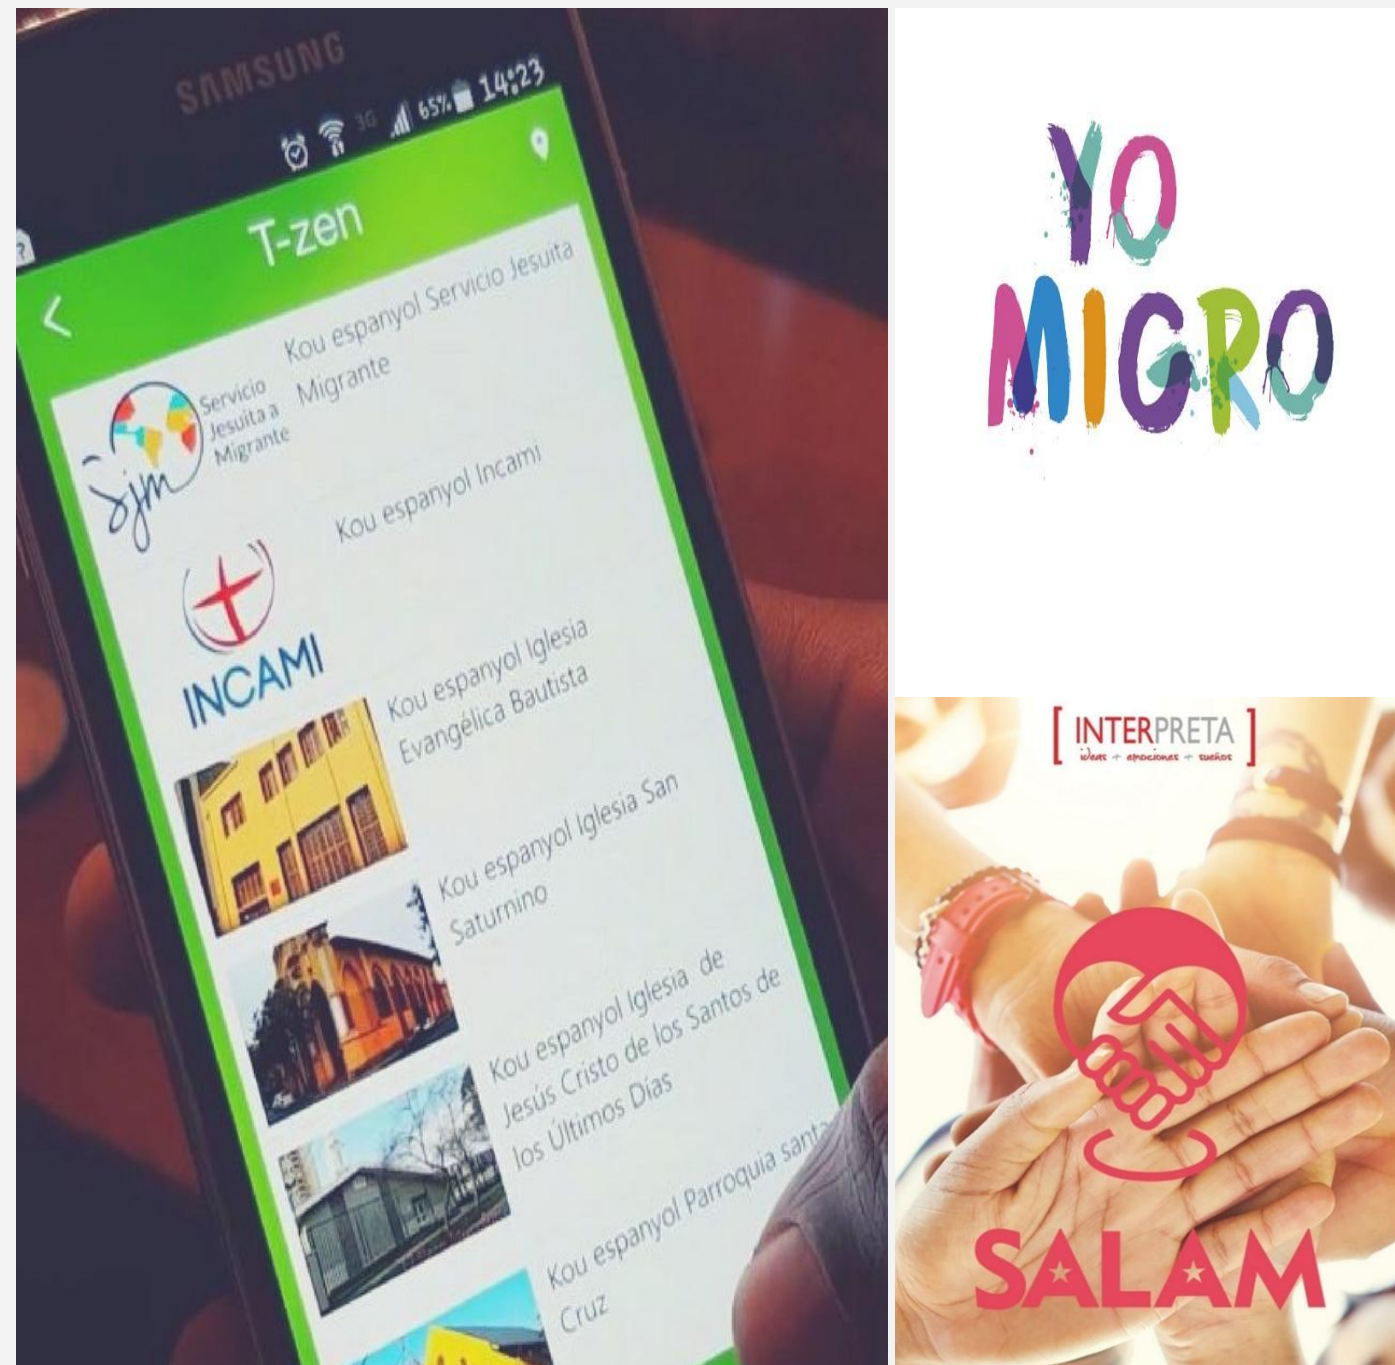 SAMSUNG
3G 65% 14:23
T-zen
Servicio
Jesuita a
Migrante
sjm
Kou espanyol Servicio Jesuita
Migrante
INCAMI
Kou espanyol Incami
Kou espanyol Iglesia
Evangélica Bautista
Kou espanyol Iglesia San
Saturnino
Kou espanyol Iglesia de
Jesús Cristo de los Santos de
los Últimos Días
Kou espanyol Parroquia santa
Cruz
YO
MIGRO
[ INTERPRETA ]
ideas + emociones + sueños
SALAM